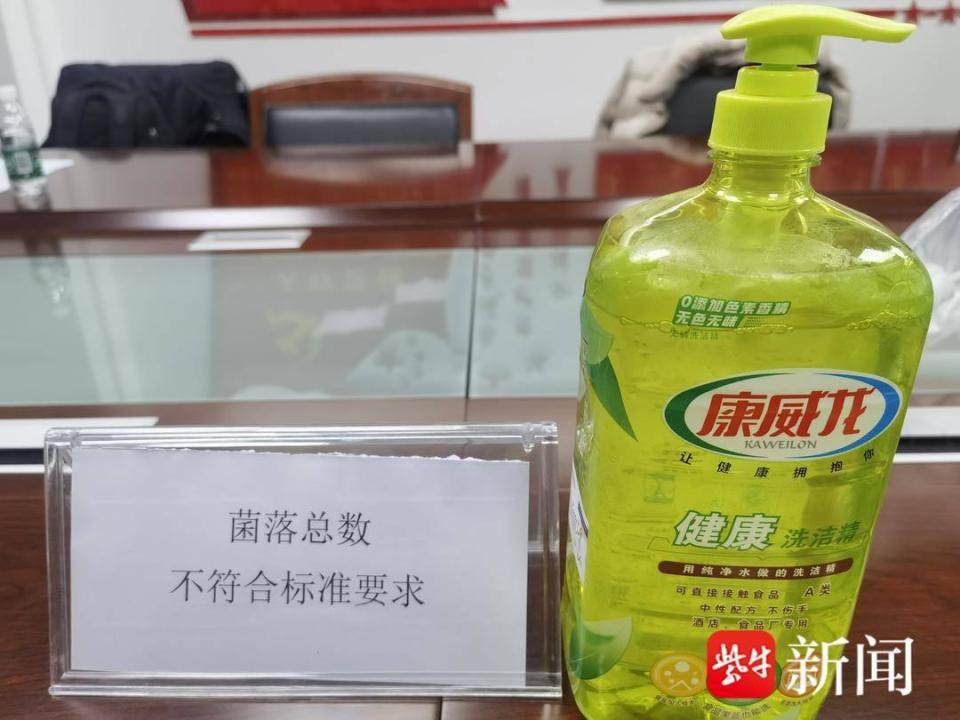 菌落总数
不符合标准要求
0添加色素香精
无色无味
康威龙
KAWEILON
让健康拥抱你
健康 洗洁精
用纯净水做的洗洁精
可直接接触食品 A类
中性配方 不伤手
酒店、食品厂专用
紫牛新闻